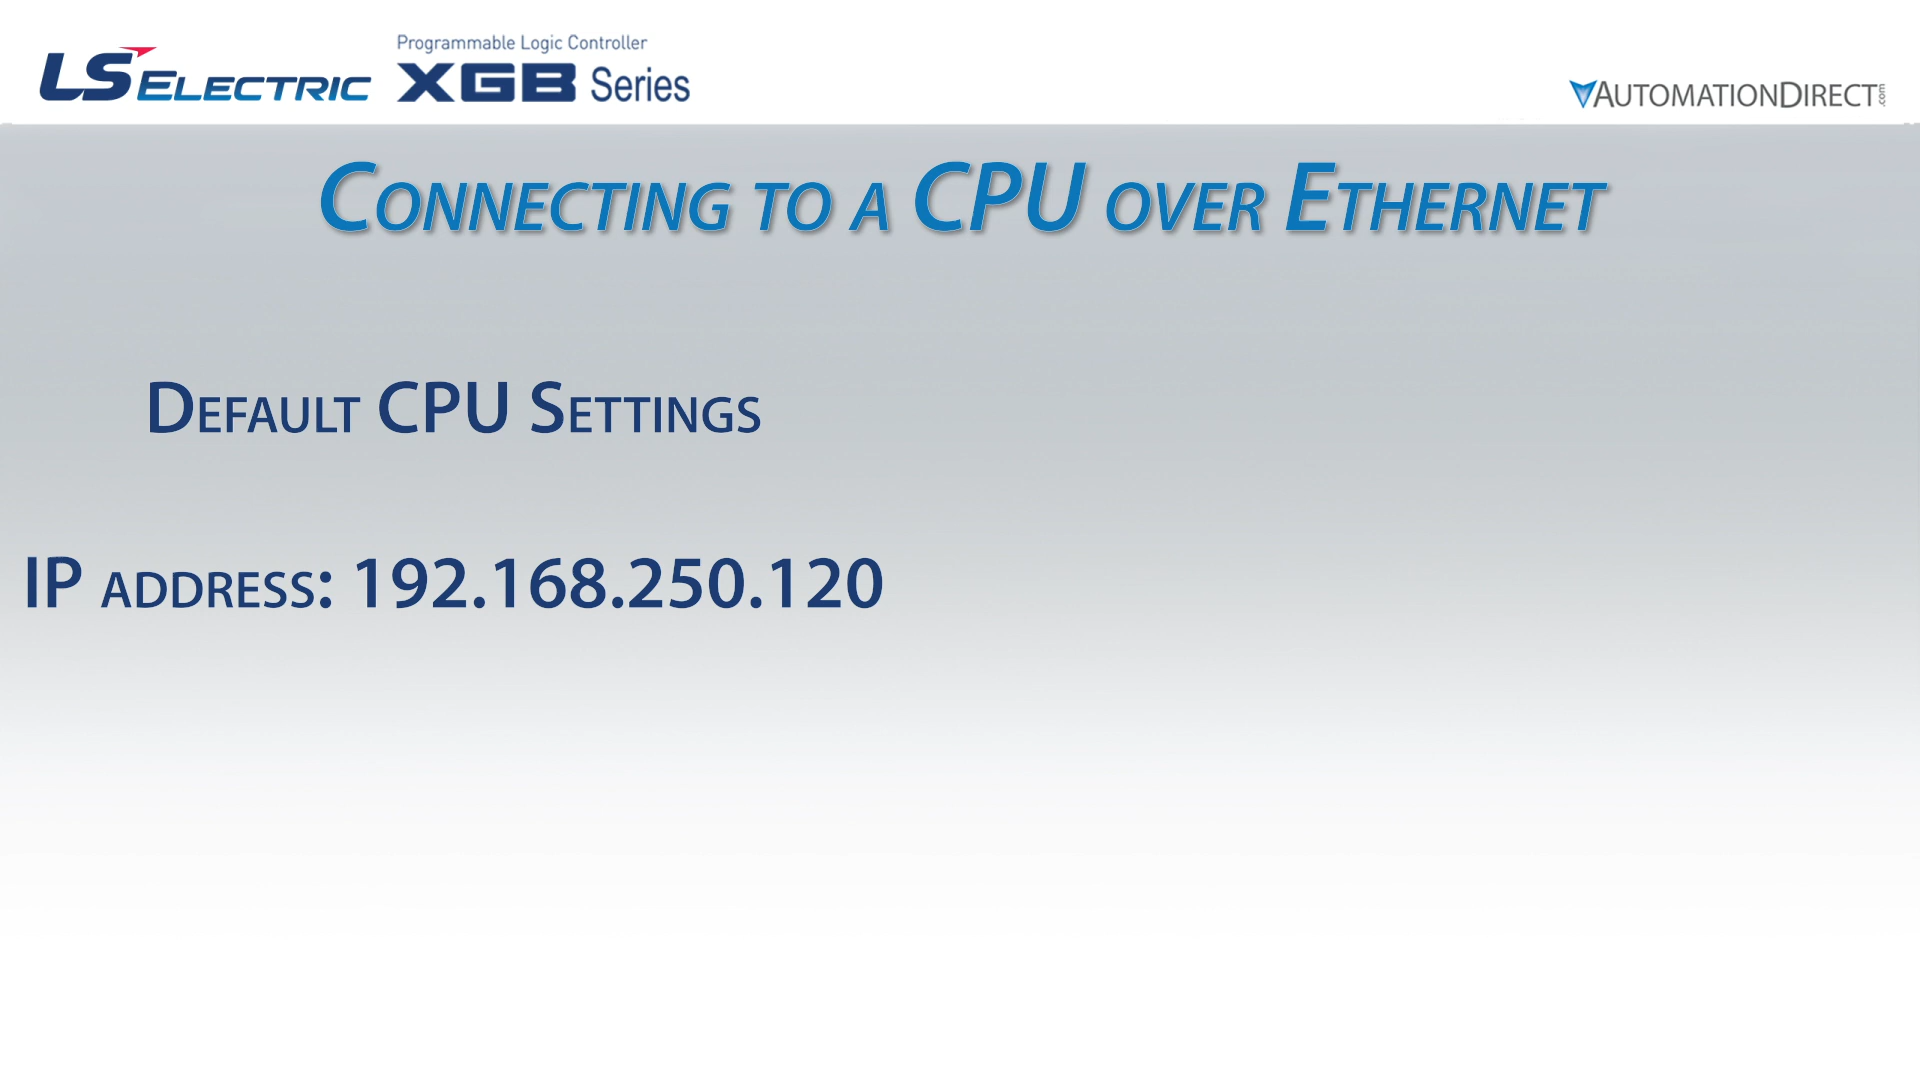 LS ELECTRIC
Programmable Logic Controller
XGB Series
AUTOMATIONDIRECT.com
CONNECTING TO A CPU OVER ETHERNET
DEFAULT CPU SETTINGS
IP ADDRESS: 192.168.250.120